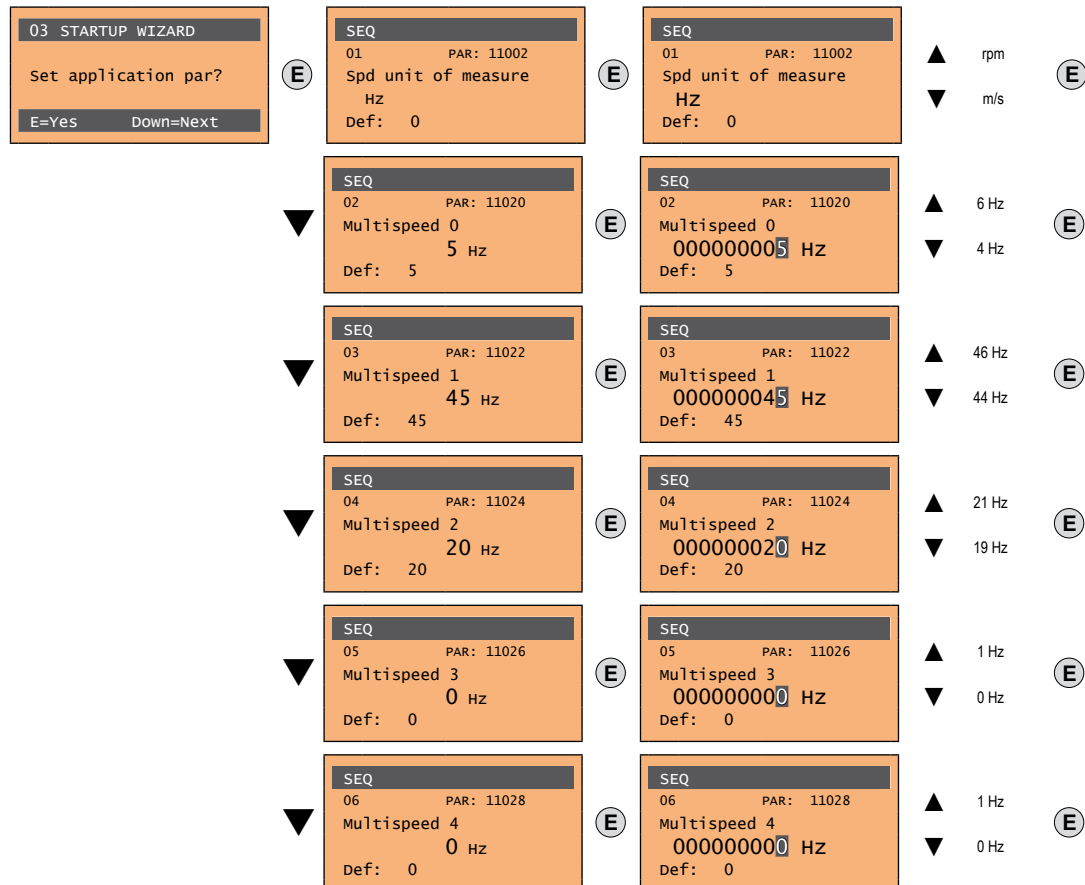 03 STARTUP WIZARD
Set application par?
E=Yes Down=Next
E
SEQ
01 PAR: 11002
Spd unit of measure
Hz
Def: 0
E
SEQ
01 PAR: 11002
Spd unit of measure
Hz
Def: 0
▲ rpm
▼ m/s
E
▼
SEQ
02 PAR: 11020
Multispeed 0
5 Hz
Def: 5
E
SEQ
02 PAR: 11020
Multispeed 0
000000005 Hz
Def: 5
▲ 6 Hz
▼ 4 Hz
E
▼
SEQ
03 PAR: 11022
Multispeed 1
45 Hz
Def: 45
E
SEQ
03 PAR: 11022
Multispeed 1
000000045 Hz
Def: 45
▲ 46 Hz
▼ 44 Hz
E
▼
SEQ
04 PAR: 11024
Multispeed 2
20 Hz
Def: 20
E
SEQ
04 PAR: 11024
Multispeed 2
000000020 Hz
Def: 20
▲ 21 Hz
▼ 19 Hz
E
▼
SEQ
05 PAR: 11026
Multispeed 3
0 Hz
Def: 0
E
SEQ
05 PAR: 11026
Multispeed 3
000000000 Hz
Def: 0
▲ 1 Hz
▼ 0 Hz
E
▼
SEQ
06 PAR: 11028
Multispeed 4
0 Hz
Def: 0
E
SEQ
06 PAR: 11028
Multispeed 4
000000000 Hz
Def: 0
▲ 1 Hz
▼ 0 Hz
E